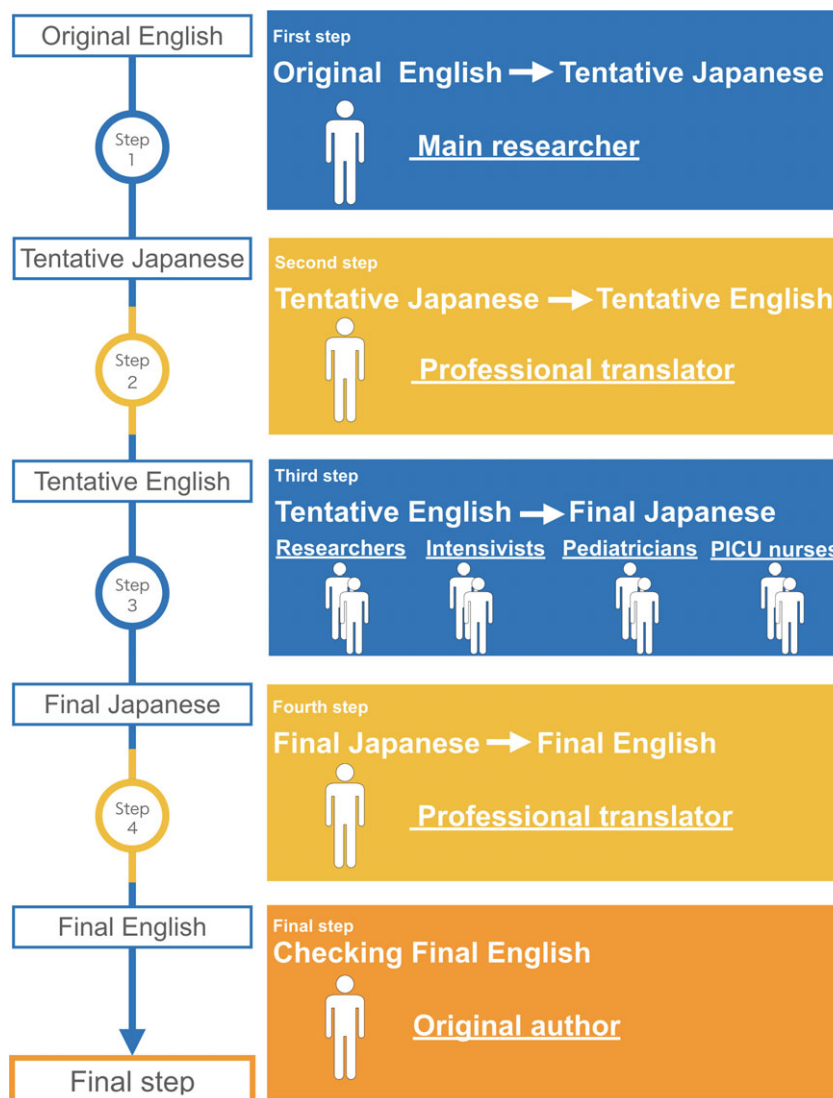 Original English
Step
1
Tentative Japanese
Step
2
Tentative English
Step
3
Final Japanese
Step
4
Final English
Final step
First step
Original English → Tentative Japanese
Main researcher
Second step
Tentative Japanese → Tentative English
Professional translator
Third step
Tentative English → Final Japanese
Researchers Intensivists Pediatricians PICU nurses
Fourth step
Final Japanese → Final English
Professional translator
Final step
Checking Final English
Original author